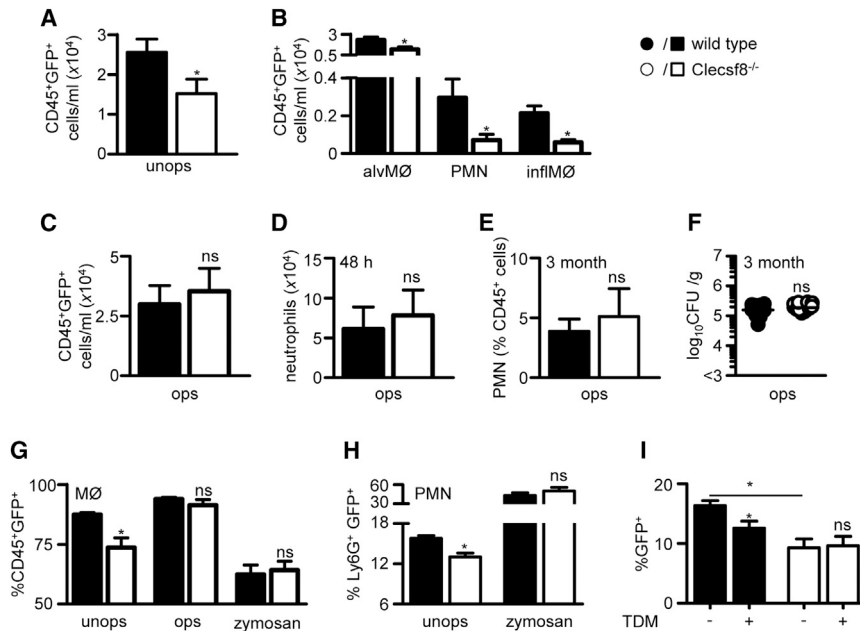 A
CD45⁺GFP⁺
cells/ml (x10⁴)
3
2
1
0
*
unops
B
CD45⁺GFP⁺
cells/ml (x10⁴)
3
0.5
0.4
0.2
0
*
*
*
alvMØ PMN inflMØ
● / ■ wild type
○ / □ Clecsf8⁻/⁻
C
CD45⁺GFP⁺
cells/ml (x10⁴)
5
2.5
0
ns
ops
D
neutrophils (x10⁴)
15
10
5
0
48 h
ns
ops
E
PMN (% CD45⁺ cells)
10
5
0
3 month
ns
ops
F
log₁₀CFU /g
7
6
5
4
<3
3 month
ns
ops
G
%CD45⁺GFP⁺
100
75
50
MØ
*
ns
ns
unops ops zymosan
H
% Ly6G⁺ GFP⁺
60
30
18
12
6
PMN
*
ns
unops zymosan
I
%GFP⁺
20
10
0
*
*
ns
TDM - + - +